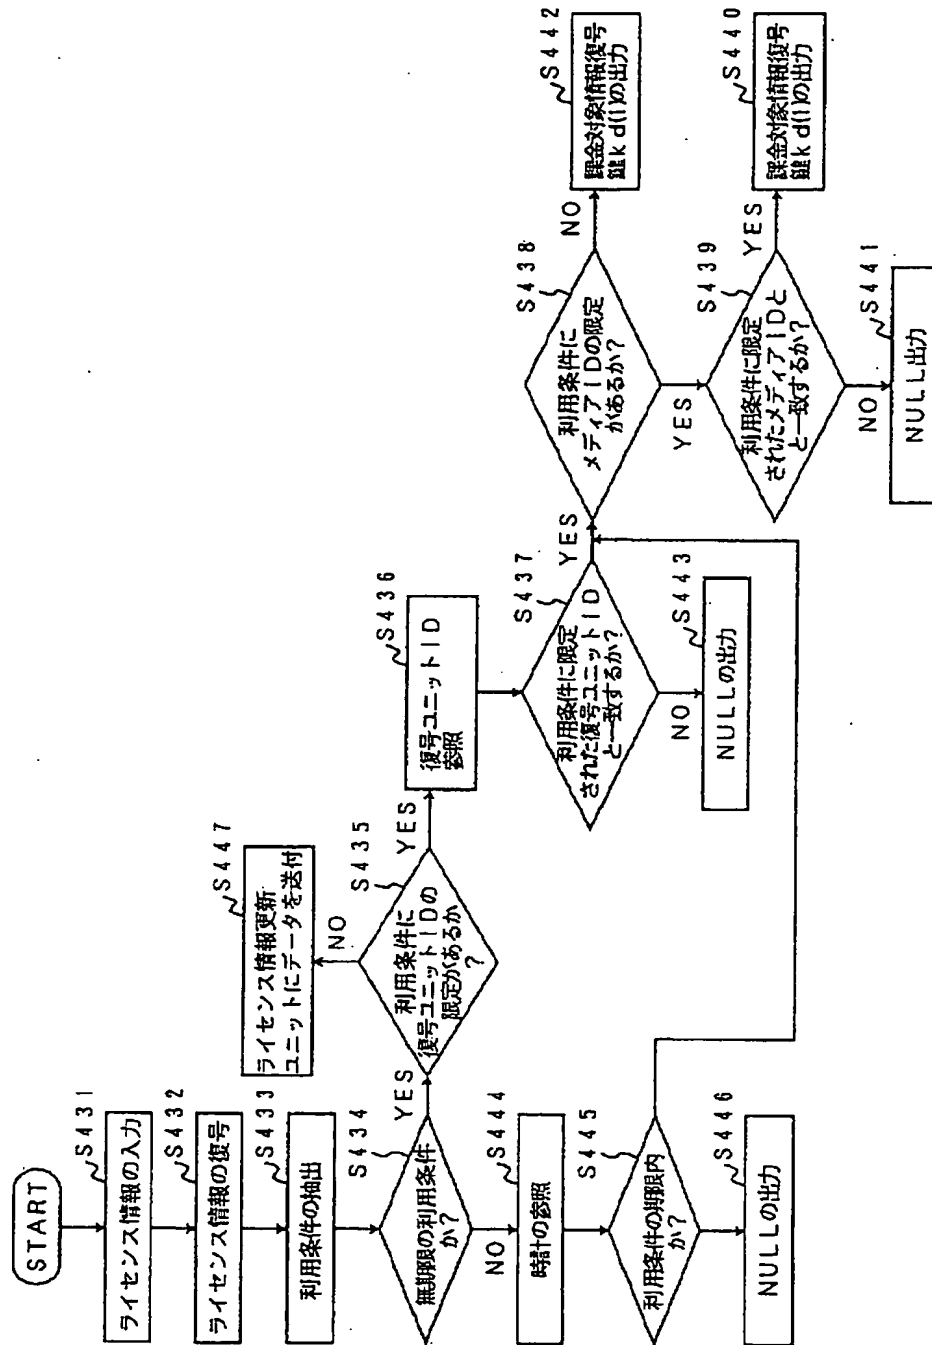 START
S431
ライセンス情報の入力
S432
ライセンス情報の復号
S433
利用条件の抽出
S434
無期限の利用条件
か?
YES
NO
S444
時計の参照
S445
利用条件の期限内
か?
S446
NULLの出力
S435
利用条件に
復号ユニットIDの
限定があるか
?
NO
YES
S447
ライセンス情報更新
ユニットにデータを送付
S436
復号ユニットID
参照
S437
利用条件に限定
された復号ユニットID
と一致するか?
YES
NO
S443
NULLの出力
S438
利用条件に
メディアIDの限定
があるか?
NO
YES
S442
課金対象情報復号
鍵kd(I)の出力
S439
利用条件に限定
されたメディアIDと
と一致するか?
YES
NO
S440
課金対象情報復号
鍵kd(I)の出力
S441
NULL出力